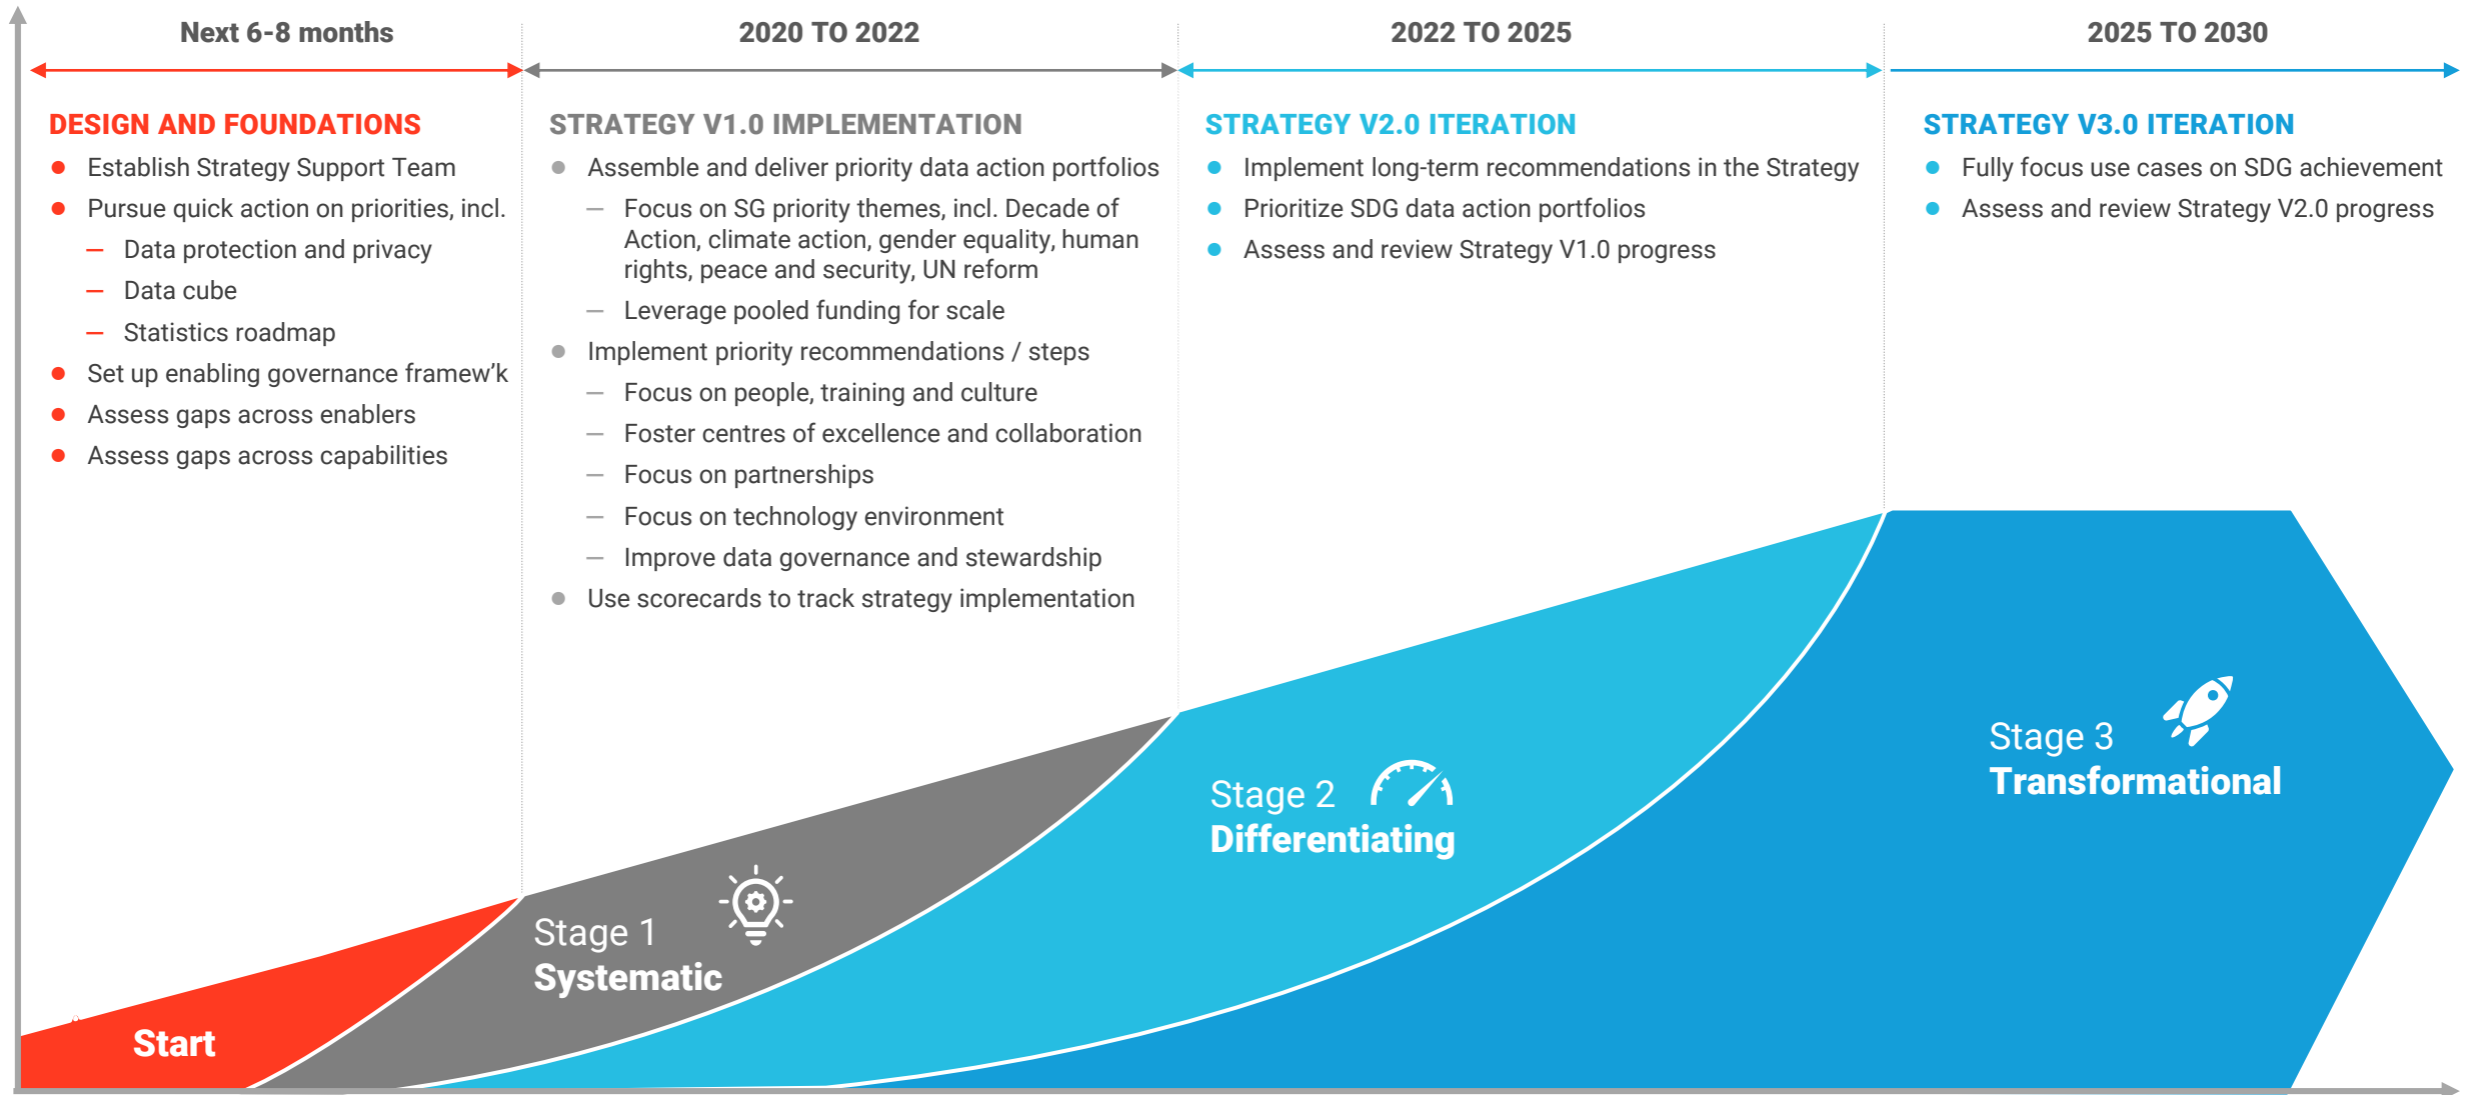 Next 6-8 months
2020 TO 2022
2022 TO 2025
2025 TO 2030
DESIGN AND FOUNDATIONS
Establish Strategy Support Team
Pursue quick action on priorities, incl.
Data protection and privacy
Data cube
Statistics roadmap
Set up enabling governance framew’k
Assess gaps across enablers
Assess gaps across capabilities
STRATEGY V1.0 IMPLEMENTATION
Assemble and deliver priority data action portfolios
Focus on SG priority themes, incl. Decade of
Action, climate action, gender equality, human
rights, peace and security, UN reform
Leverage pooled funding for scale
Implement priority recommendations / steps
Focus on people, training and culture
Foster centres of excellence and collaboration
Focus on partnerships
Focus on technology environment
Improve data governance and stewardship
Use scorecards to track strategy implementation
STRATEGY V2.0 ITERATION
Implement long-term recommendations in the Strategy
Prioritize SDG data action portfolios
Assess and review Strategy V1.0 progress
STRATEGY V3.0 ITERATION
Fully focus use cases on SDG achievement
Assess and review Strategy V2.0 progress
Start
Stage 1
Systematic
Stage 2
Differentiating
Stage 3
Transformational